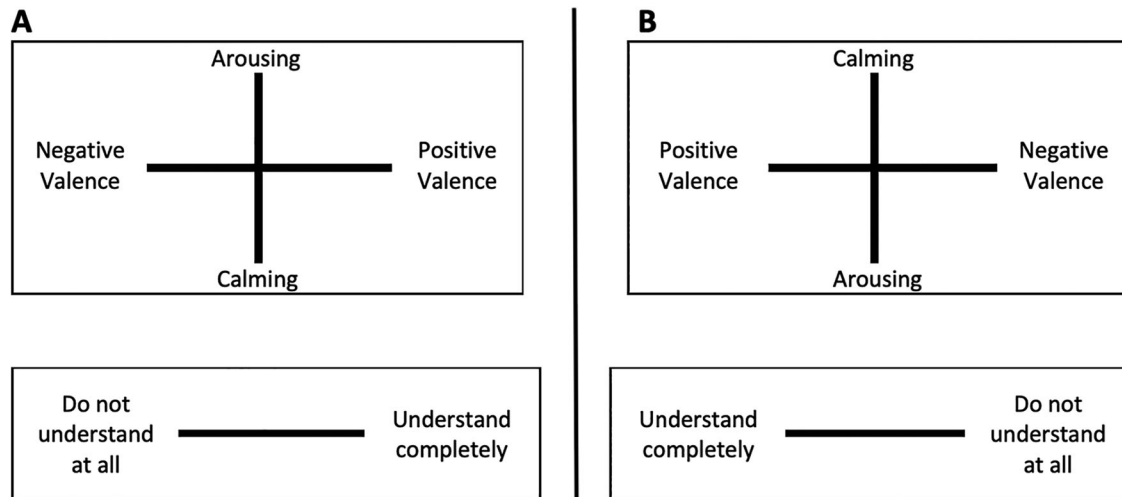 A
Arousing
Negative
Valence
Positive
Valence
Calming
Do not
understand
at all
Understand
completely
B
Calming
Positive
Valence
Negative
Valence
Arousing
Understand
completely
Do not
understand
at all